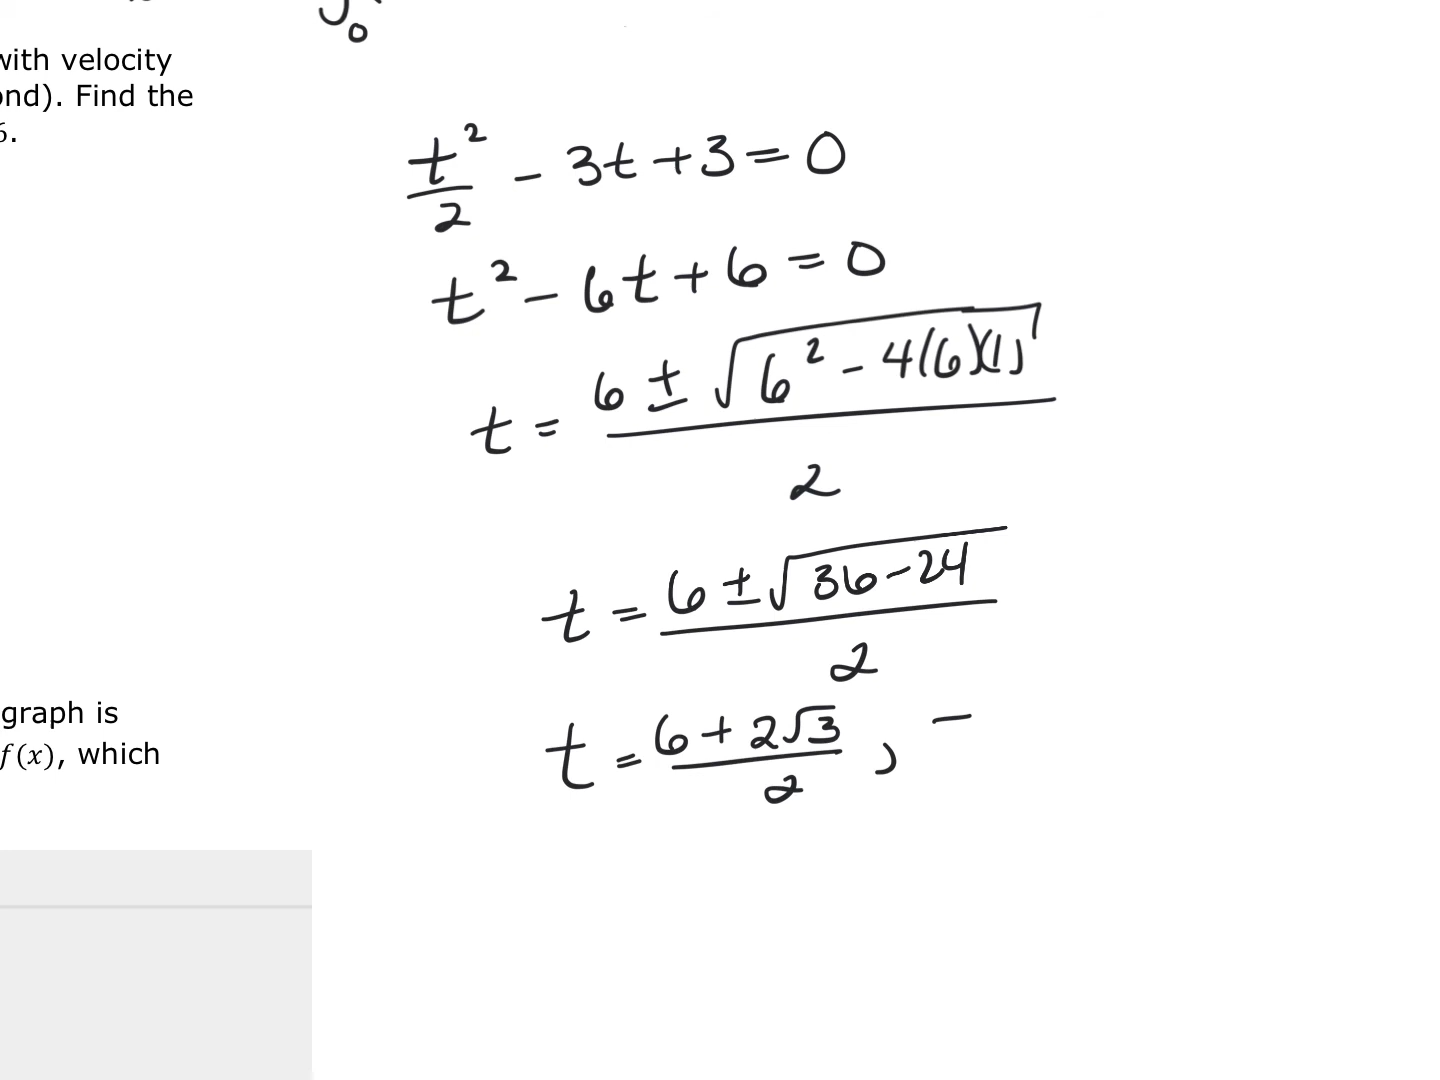 with velocity
ond). Find the
6.
t²/2 - 3t + 3 = 0
t² - 6t + 6 = 0
t = (6 ± √(6² - 4(6)(1)))/2
t = (6 ± √(36 - 24))/2
t = (6 + 2√3)/2 , -
graph is
f(x), which